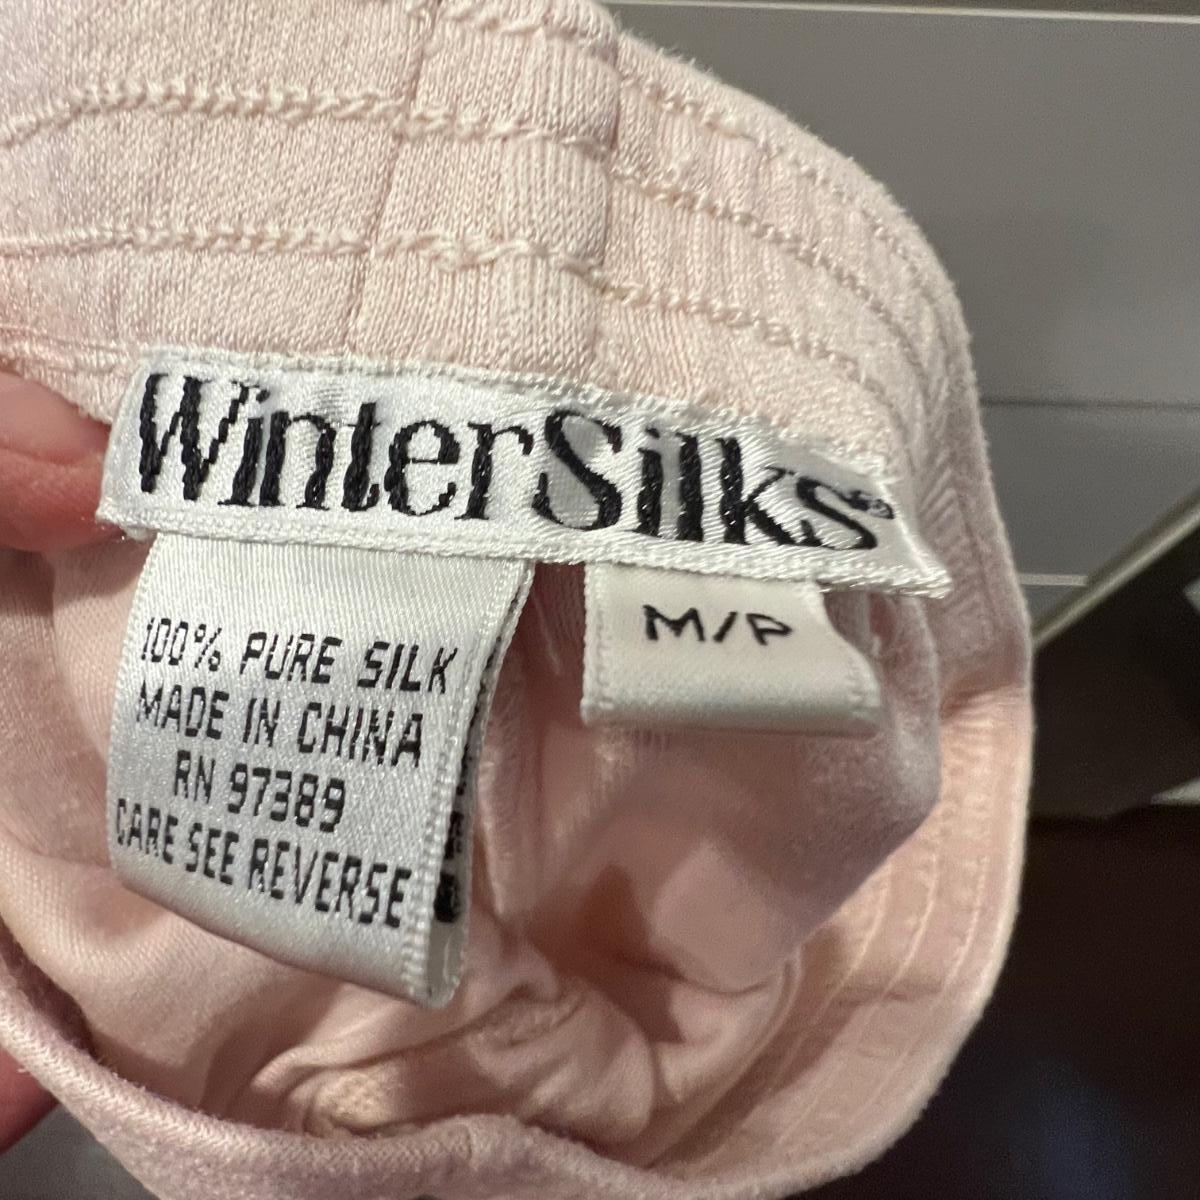 WinterSilks®
M/P
100% PURE SILK
MADE IN CHINA
RN 97389
CARE SEE REVERSE